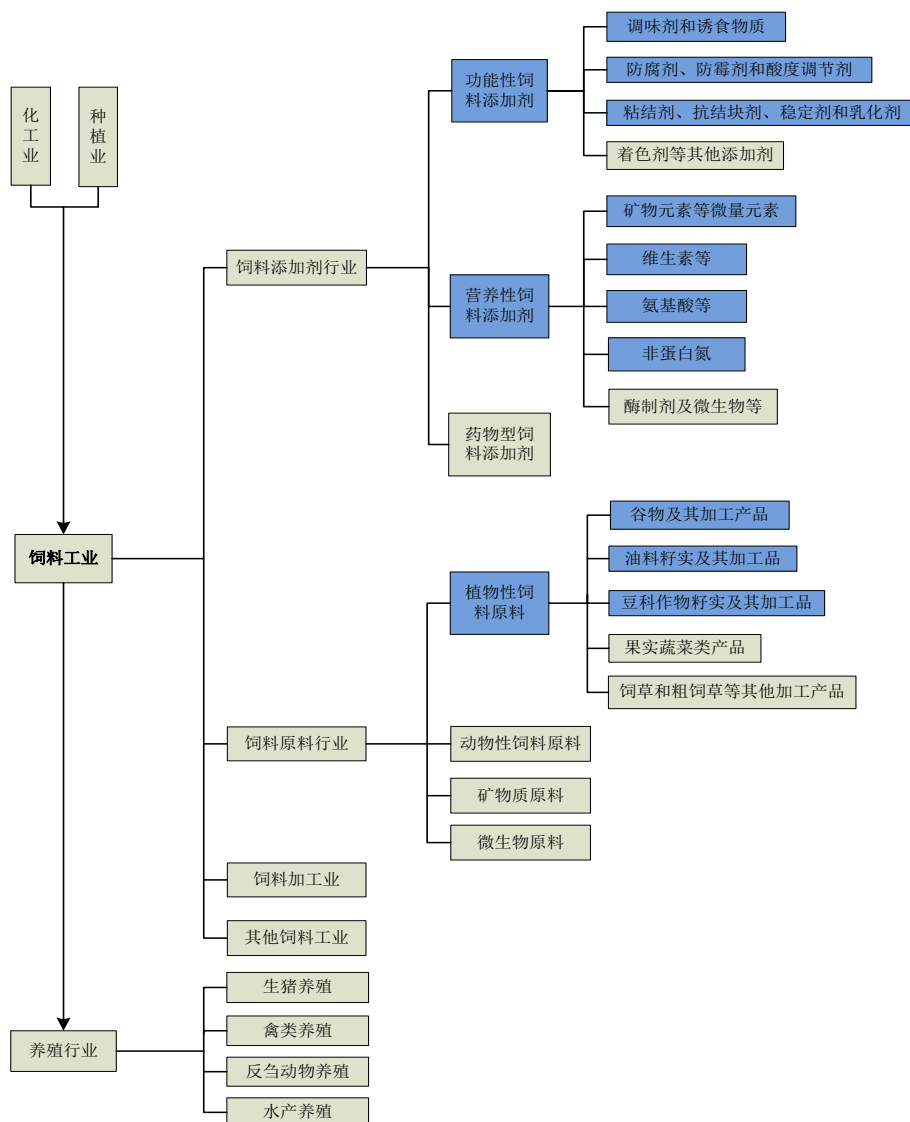 调味剂和诱食物质
功能性饲
料添加剂
防腐剂、防霉剂和酸度调节剂
粘结剂、抗结块剂、稳定剂和乳化剂
着色剂等其他添加剂
化工业
种植业
矿物元素等微量元素
饲料添加剂行业
维生素等
营养性饲
料添加剂
氨基酸等
非蛋白氮
酶制剂及微生物等
药物型饲
料添加剂
谷物及其加工产品
饲料工业
油料籽实及其加工品
植物性饲
料原料
豆科作物籽实及其加工品
果实蔬菜类产品
饲草和粗饲草等其他加工产品
饲料原料行业
动物性饲料原料
矿物质原料
微生物原料
饲料加工业
其他饲料工业
生猪养殖
养殖行业
禽类养殖
反刍动物养殖
水产养殖